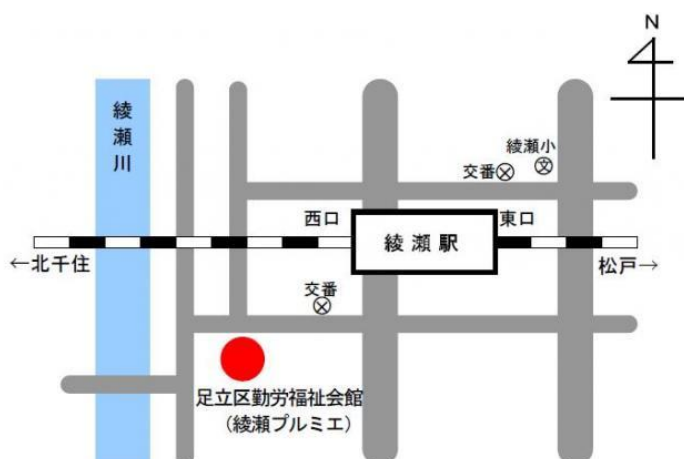 N
綾瀬川
綾瀬小
文
交番
西口
綾瀬駅
東口
←北千住
松戸→
交番
足立区勤労福祉会館
(綾瀬プルミエ)